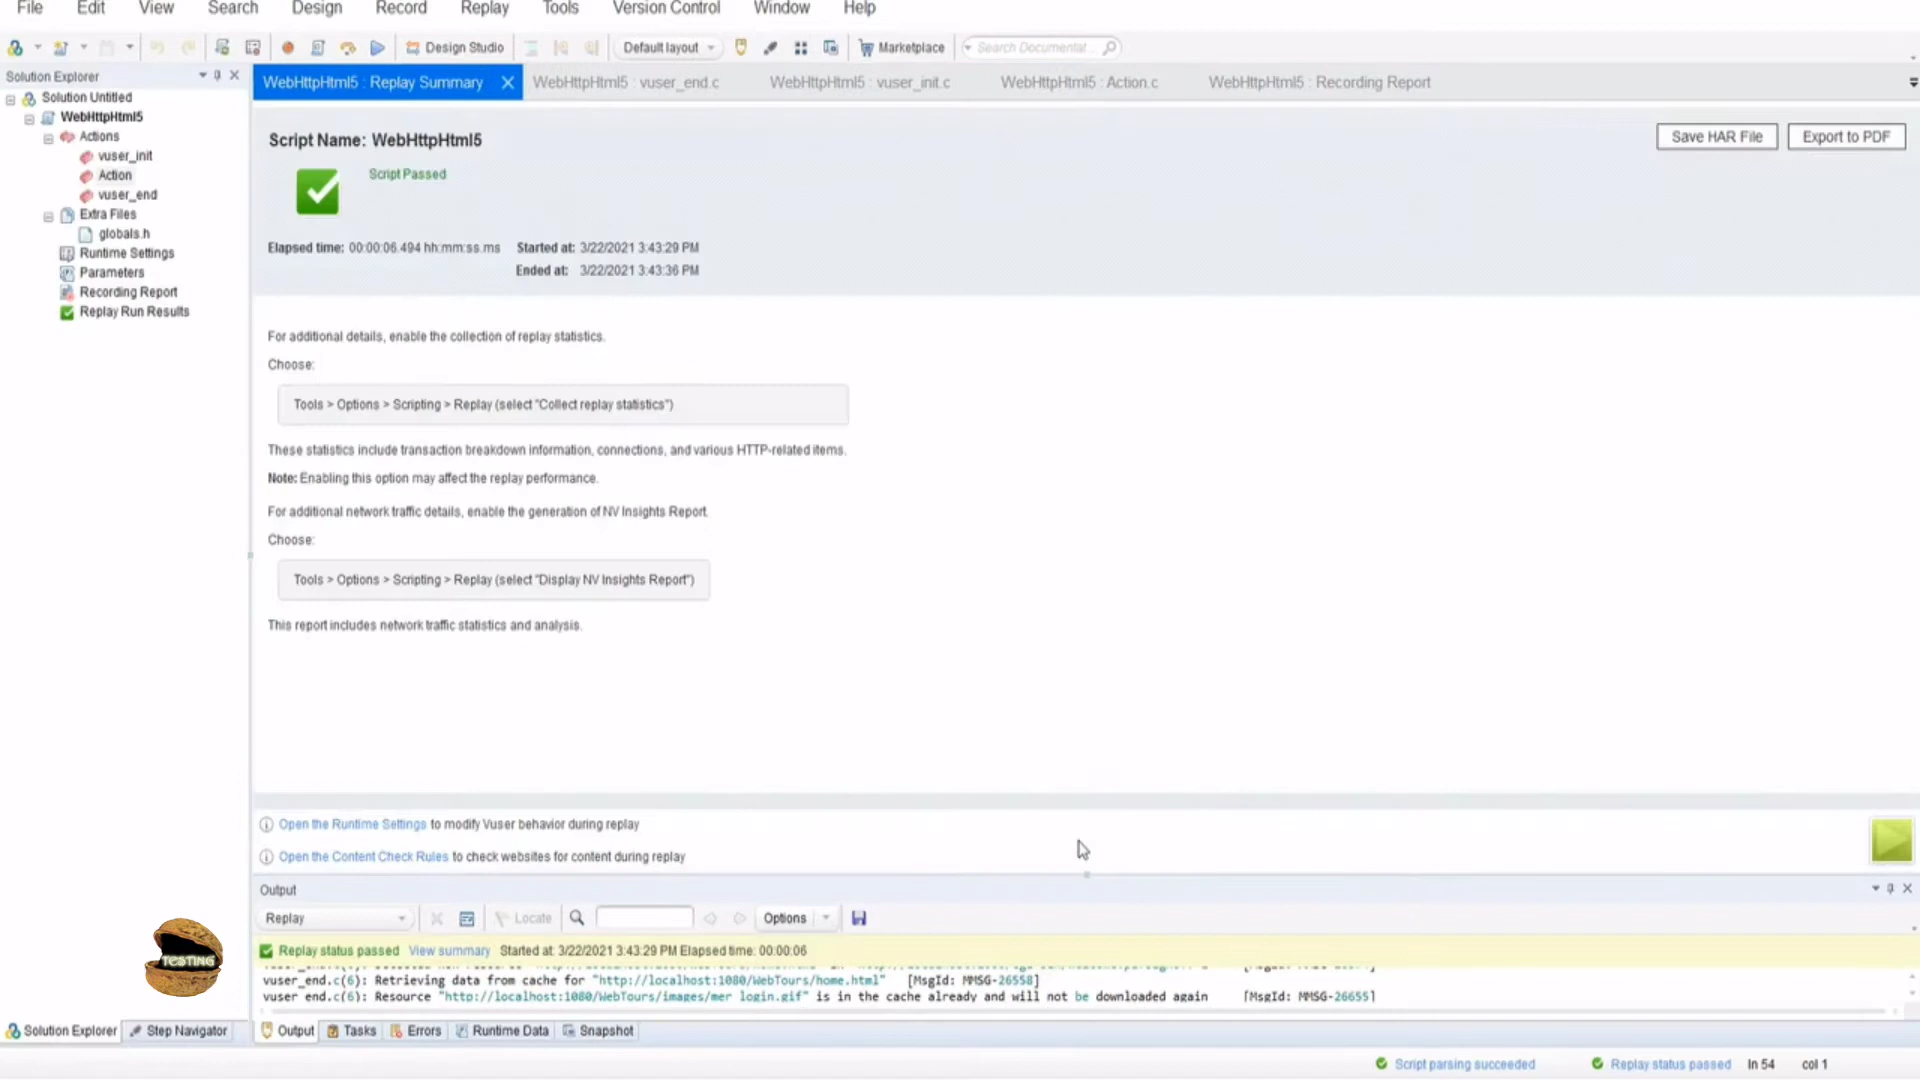 File Edit View Search Design Record Replay Tools Version Control Window Help
Design Studio Default layout Marketplace Search Documentat
Solution Explorer
WebHttpHtml5 : Replay Summary WebHttpHtml5 : vuser_end.c WebHttpHtml5 : vuser_init.c WebHttpHtml5 : Action.c WebHttpHtml5 : Recording Report
Solution Untitled
WebHttpHtml5
Actions
vuser_init
Action
vuser_end
Extra Files
globals.h
Runtime Settings
Parameters
Recording Report
Replay Run Results
Script Name: WebHttpHtml5
Save HAR File Export to PDF
Script Passed
Elapsed time: 00:00:06.494 hh:mm:ss.ms Started at: 3/22/2021 3:43:29 PM
Ended at: 3/22/2021 3:43:36 PM
For additional details, enable the collection of replay statistics.
Choose:
Tools > Options > Scripting > Replay (select "Collect replay statistics")
These statistics include transaction breakdown information, connections, and various HTTP-related items.
Note: Enabling this option may affect the replay performance.
For additional network traffic details, enable the generation of NV Insights Report.
Choose:
Tools > Options > Scripting > Replay (select "Display NV Insights Report")
This report includes network traffic statistics and analysis.
Open the Runtime Settings to modify Vuser behavior during replay
Open the Content Check Rules to check websites for content during replay
Output
Replay Locate Options
Replay status passed View summary Started at: 3/22/2021 3:43:29 PM Elapsed time: 00:00:06
vuser_end.c(6): Retrieving data from cache for "http://localhost:1080/WebTours/home.html" [MsgId: MMSG-26558]
vuser_end.c(6): Resource "http://localhost:1080/WebTours/images/mer_login.gif" is in the cache already and will not be downloaded again [MsgId: MMSG-26655]
TESTING
Solution Explorer Step Navigator Output Tasks Errors Runtime Data Snapshot
Script parsing succeeded Replay status passed ln 54 col 1